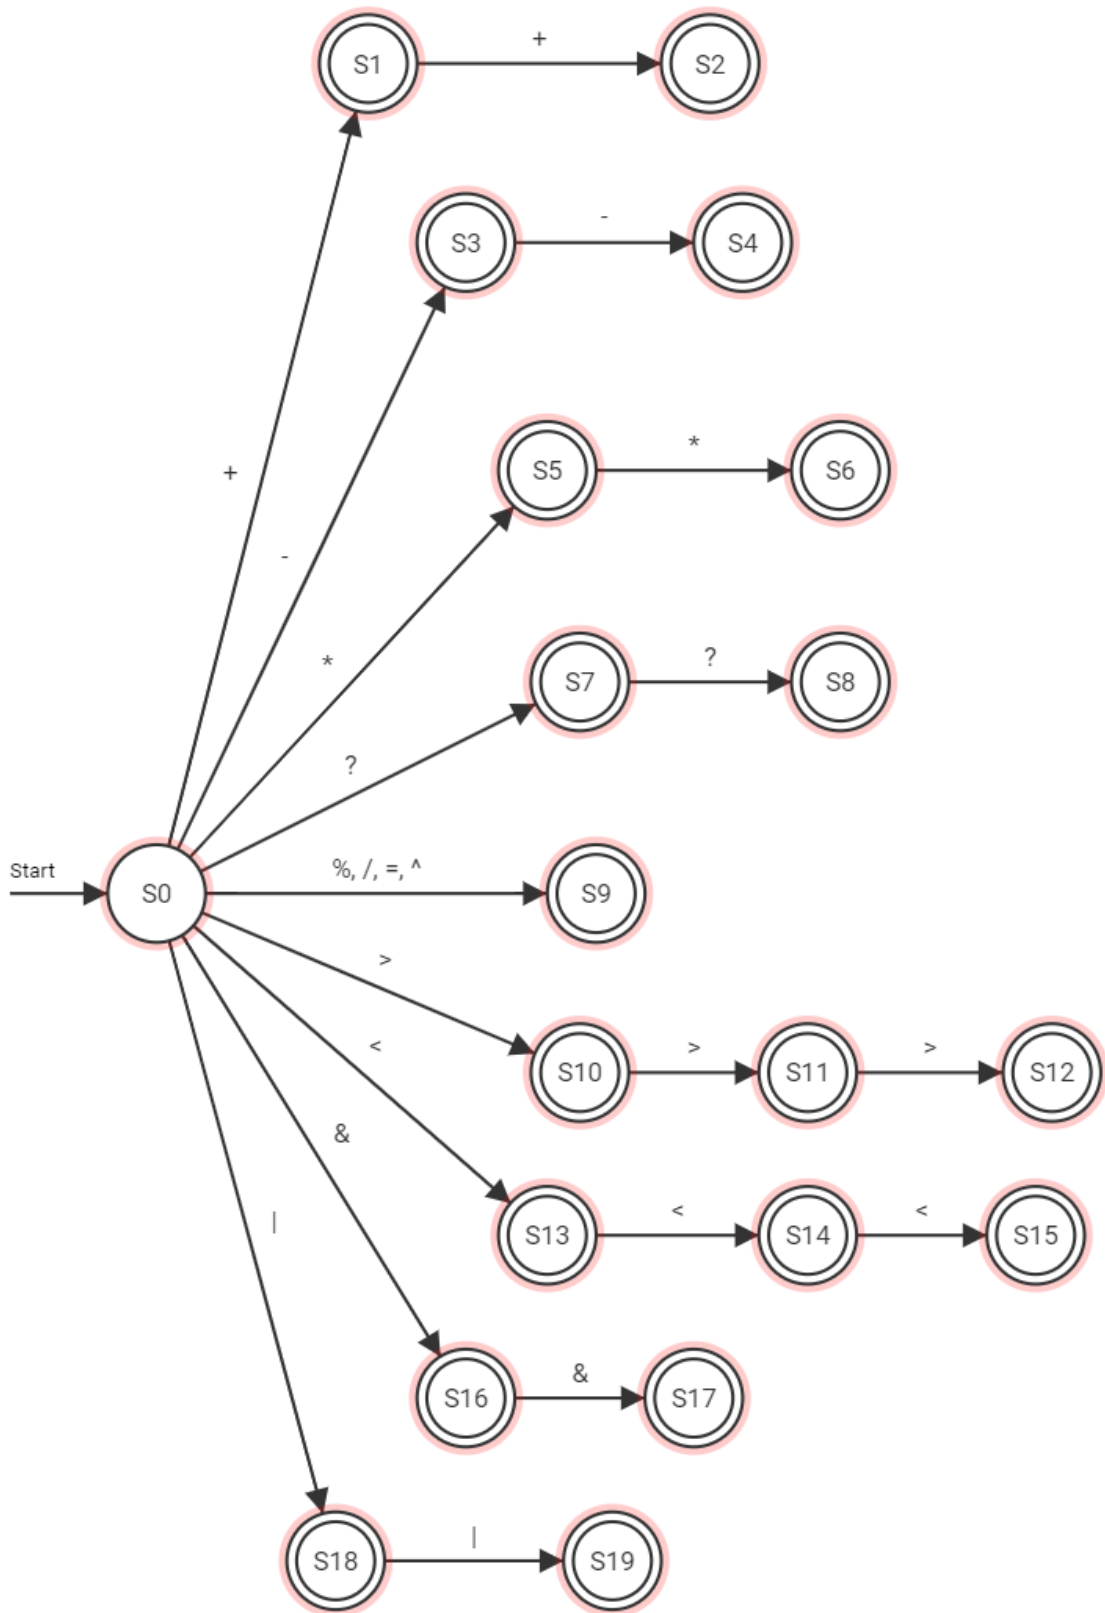 +
S1
S2
-
S3
S4
+
*
S5
S6
-
*
?
S7
S8
?
Start
%, /, =, ^
S0
S9
>
<
>
>
S10
S11
S12
&
<
<
|
S13
S14
S15
&
S16
S17
|
S18
S19